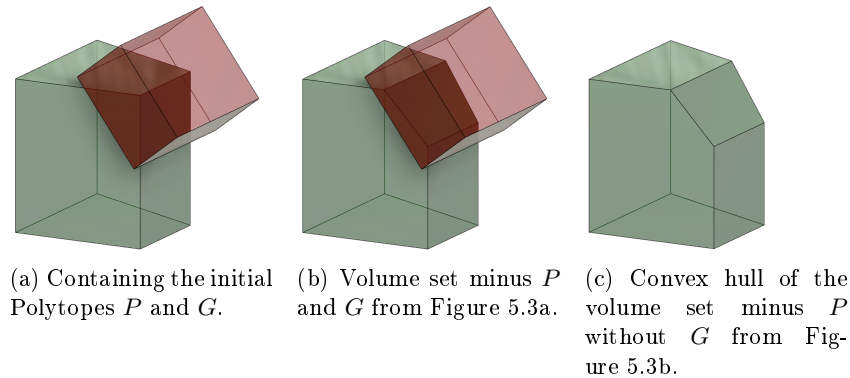 (a) Containing the initial
Polytopes P and G.
(b) Volume set minus P
and G from Figure 5.3a.
(c) Convex hull of the
volume set minus P
without G from Fig-
ure 5.3b.